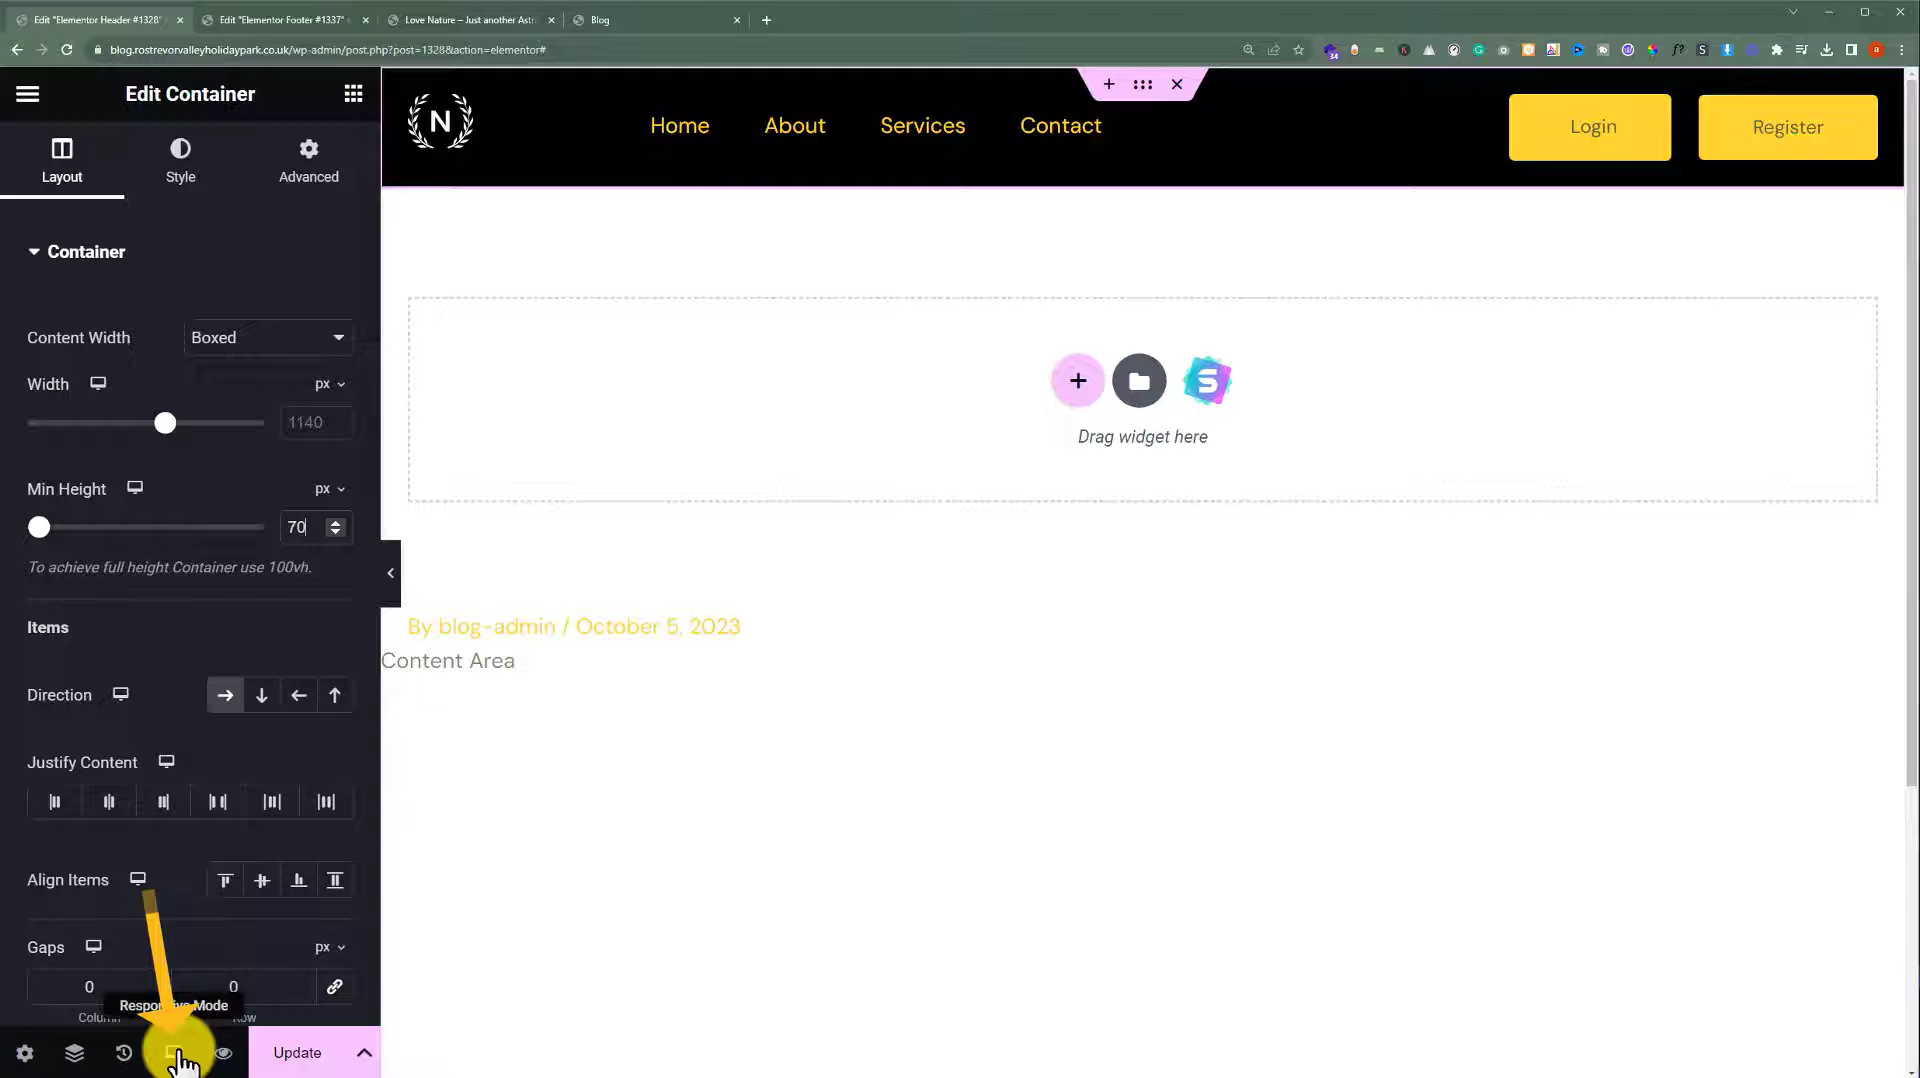 Edit "Elementor Header #1328"
Edit "Elementor Footer #1337"
Love Nature – Just another Astr
Blog
blog.rostrevorvalleyholidaypark.co.uk/wp-admin/post.php?post=1328&action=elementor#
34
f?
S
a
Edit Container
Layout
Style
Advanced
Container
Content Width
Boxed
Width
px
1140
Min Height
px
70
To achieve full height Container use 100vh.
Items
Direction
Justify Content
Align Items
Gaps
px
0
0
Update
N
Home
About
Services
Contact
Login
Register
S
Drag widget here
By blog-admin / October 5, 2023
Content Area